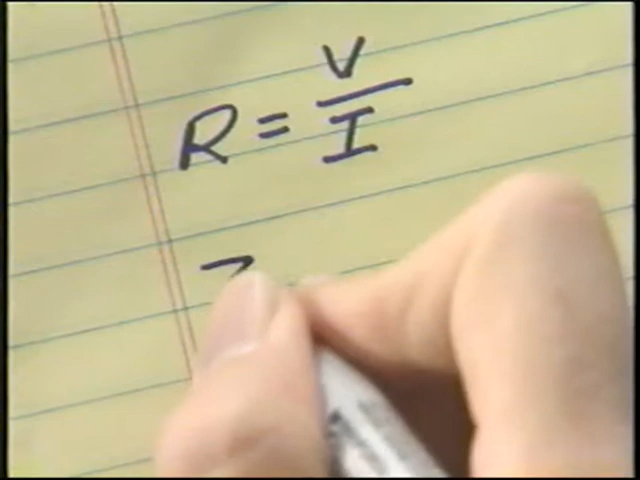 R = V/I